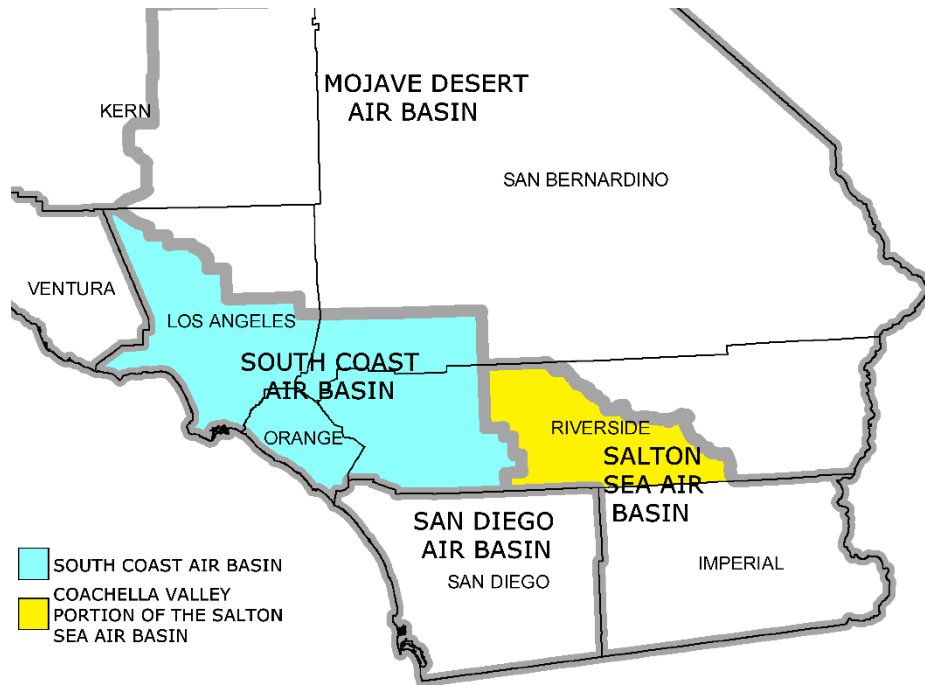 MOJAVE DESERT
AIR BASIN
KERN
SAN BERNARDINO
VENTURA
LOS ANGELES
SOUTH COAST
AIR BASIN
ORANGE
RIVERSIDE
SALTON
SEA AIR
BASIN
SAN DIEGO
AIR BASIN
SAN DIEGO
IMPERIAL
SOUTH COAST AIR BASIN
COACHELLA VALLEY
PORTION OF THE SALTON
SEA AIR BASIN